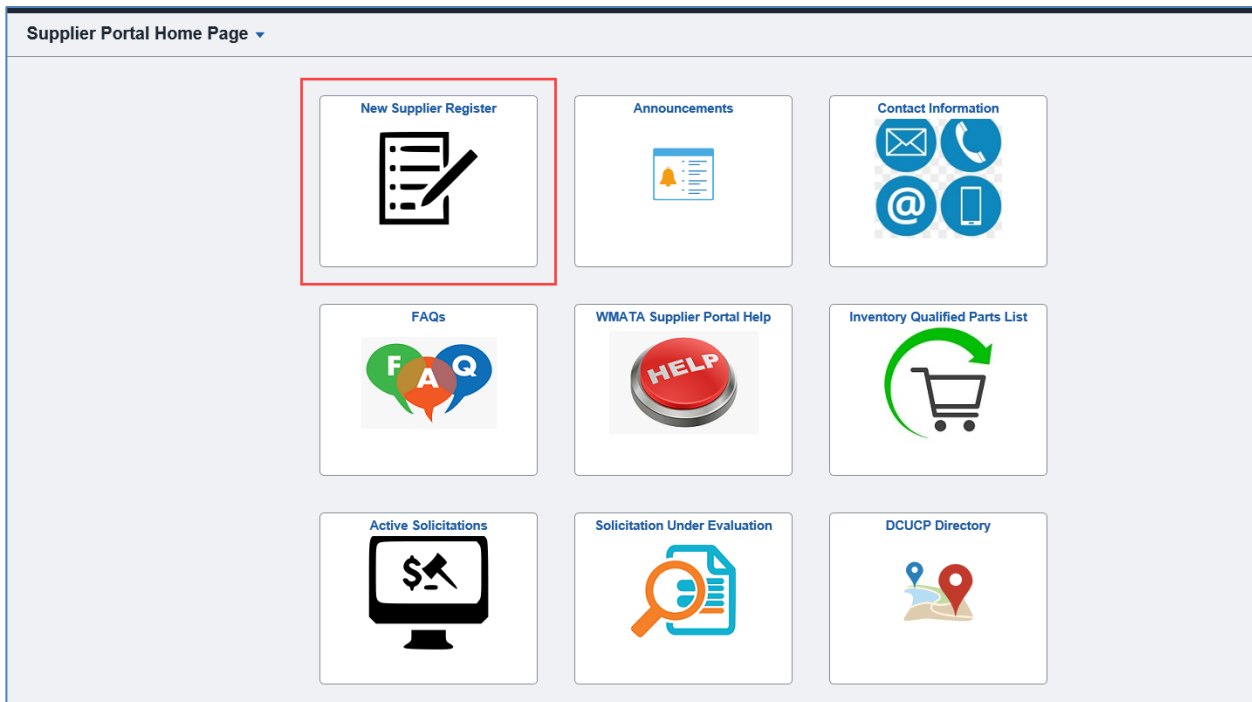 Supplier Portal Home Page
New Supplier Register
Announcements
Contact Information
@
FAQs
WMATA Supplier Portal Help
Inventory Qualified Parts List
F A Q
HELP
Active Solicitations
Solicitation Under Evaluation
DCUCP Directory
$